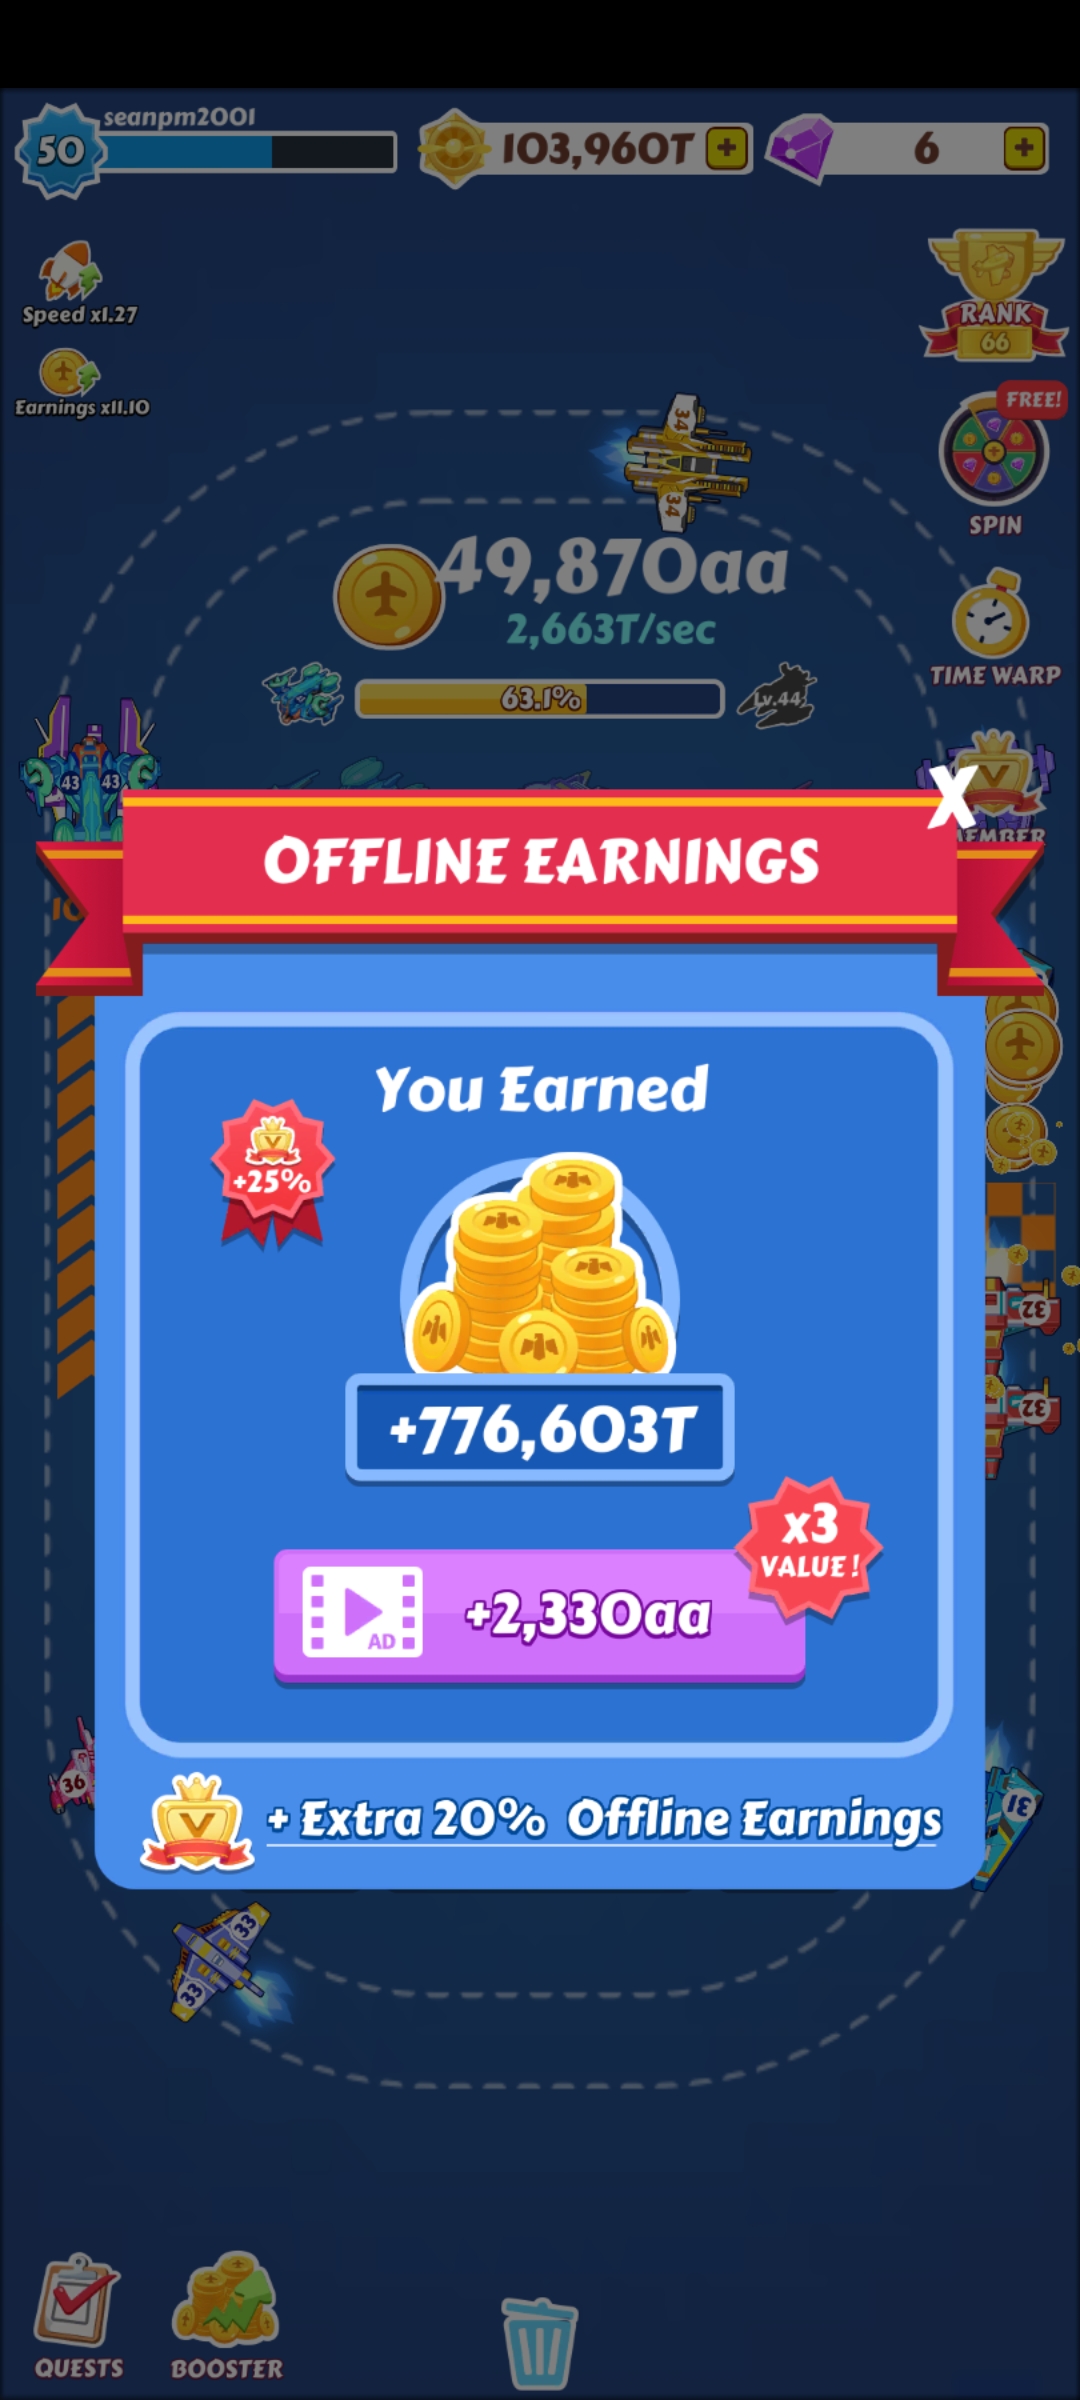 seanpm2001
50
103,960T
6
Speed x1.27
Earnings x11.10
RANK
66
FREE!
SPIN
34
34
49,870aa
2,663T/sec
63.1%
Lv.44
TIME WARP
43 43
V
X
OFFLINE EARNINGS
You Earned
V
+25%
+776,603T
32
32
x3
VALUE!
AD
+2,330aa
36
31
V
+ Extra 20% Offline Earnings
33
33
QUESTS
BOOSTER